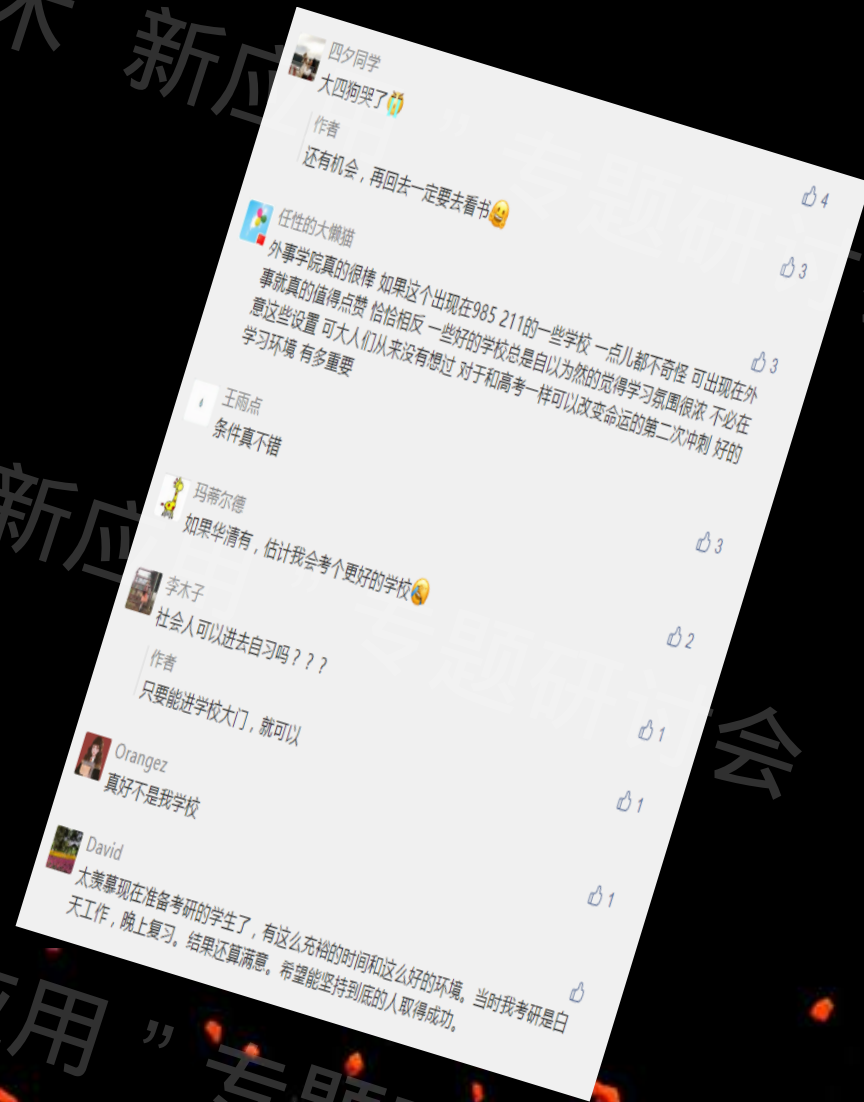 四夕同学
大四狗哭了
4
作者
还有机会，再回去一定要去看书
3
任性的大懒猫
3
外事学院真的很棒 如果这个出现在985 211的一些学校 一点儿都不奇怪 可出现在外
事就真的值得点赞 恰恰相反 一些好的学校总是自以为然的觉得学习氛围很浓 不必在
意这些设置 可大人们从来没有想过 对于和高考一样可以改变命运的第二次冲刺 好的
学习环境 有多重要
王雨点
3
条件真不错
玛蒂尔德
2
如果华清有，估计我会考个更好的学校
李木子
1
社会人可以进去自习吗？？？
作者
1
只要能进学校大门，就可以
Orangez
1
真好不是我学校
David
太羡慕现在准备考研的学生了，有这么充裕的时间和这么好的环境。当时我考研是白
天工作，晚上复习。结果还算满意。希望能坚持到底的人取得成功。
新应用 ” 专题研讨会
新应用 ” 专题研讨会
应用 ” 专题